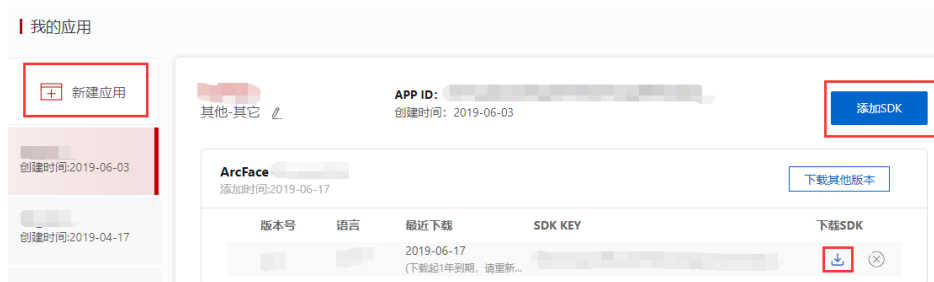 我的应用
新建应用
创建时间:2019-06-03
创建时间:2019-04-17
其他-其它
APP ID:
创建时间：2019-06-03
添加SDK
ArcFace
添加时间:2019-06-17
下载其他版本
版本号 语言 最近下载 SDK KEY 下载SDK
2019-06-17
(下载起1年到期，请重新...